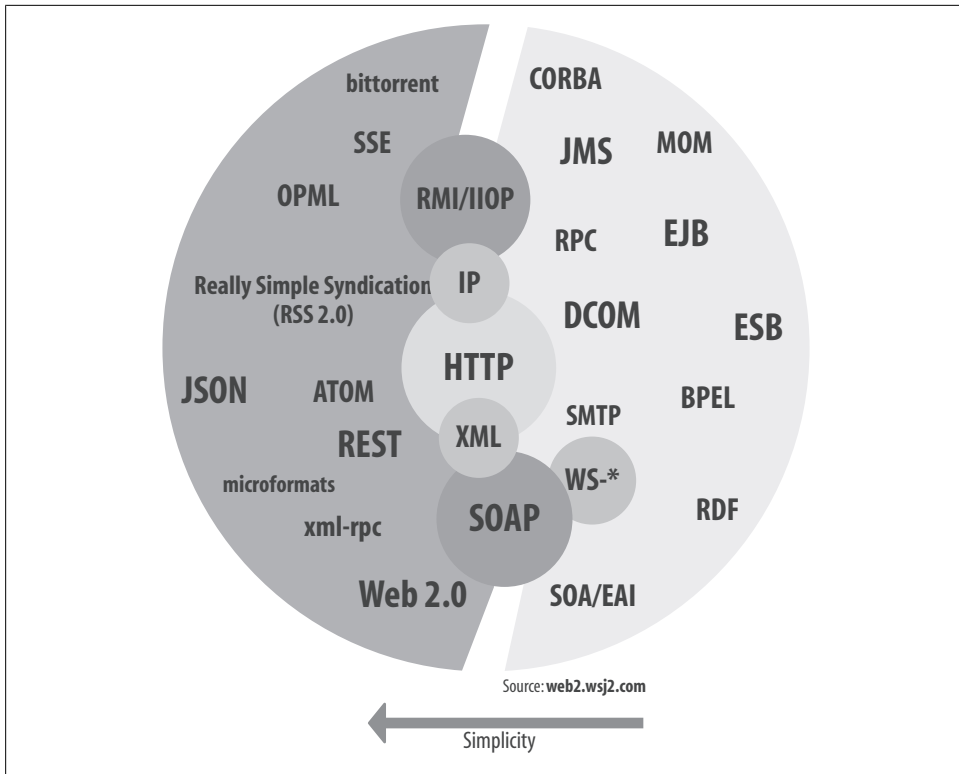 bittorrent
CORBA
SSE
JMS
MOM
OPML
RMI/IIOP
RPC
EJB
Really Simple Syndication
(RSS 2.0)
IP
DCOM
ESB
HTTP
JSON
ATOM
BPEL
SMTP
REST
XML
microformats
WS-*
xml-rpc
SOAP
RDF
Web 2.0
SOA/EAI
Source: web2.wsj2.com
Simplicity